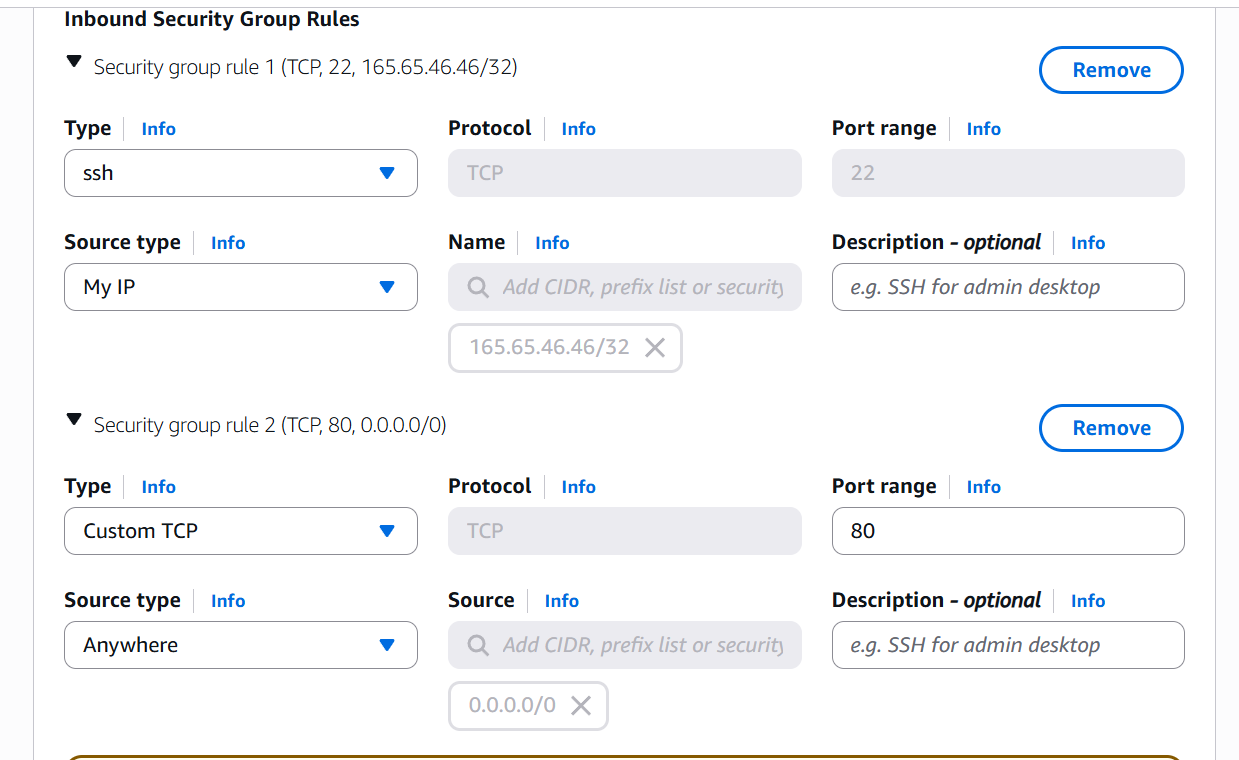 Inbound Security Group Rules
Security group rule 1 (TCP, 22, 165.65.46.46/32)
Remove
Type Info
Protocol Info
Port range Info
ssh
TCP
22
Source type Info
Name Info
Description - optional Info
My IP
Add CIDR, prefix list or security
e.g. SSH for admin desktop
165.65.46.46/32
Security group rule 2 (TCP, 80, 0.0.0.0/0)
Remove
Type Info
Protocol Info
Port range Info
Custom TCP
TCP
80
Source type Info
Source Info
Description - optional Info
Anywhere
Add CIDR, prefix list or security
e.g. SSH for admin desktop
0.0.0.0/0